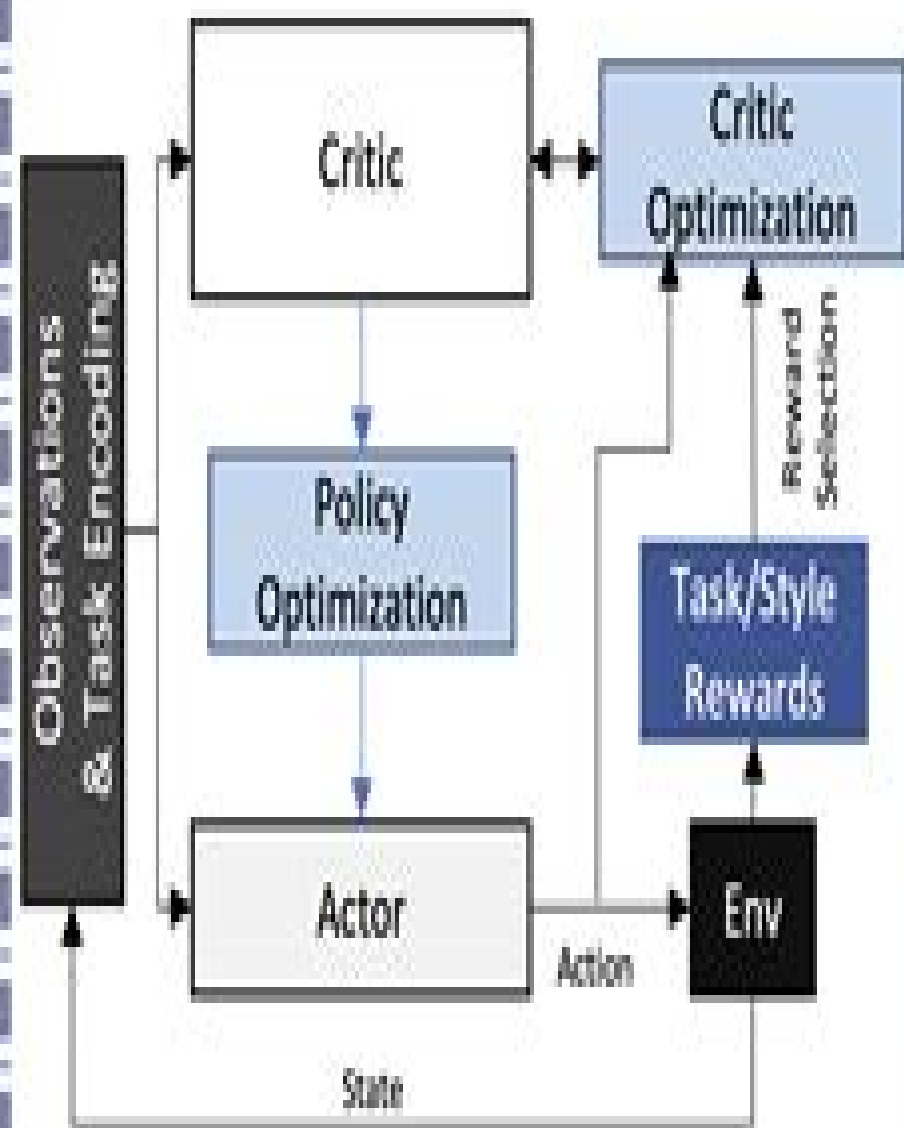 Observations
& Task Encoding
Critic
Critic
Optimization
Policy
Optimization
Reward
Selection
Task/Style
Rewards
Actor
Action
Env
State